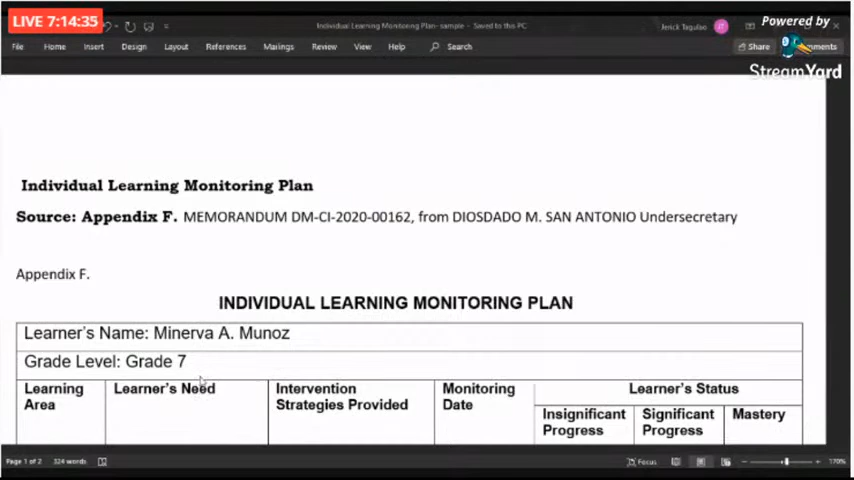 LIVE 7:14:35
Individual Learning Monitoring Plan- sample - Saved to this PC
Jerick Tegulao JT
Powered by
File Home Insert Design Layout References Mailings Review View Help Search Share Comments
StreamYard
Individual Learning Monitoring Plan
Source: Appendix F. MEMORANDUM DM-CI-2020-00162, from DIOSDADO M. SAN ANTONIO Undersecretary
Appendix F.
INDIVIDUAL LEARNING MONITORING PLAN
Learner's Name: Minerva A. Munoz
Grade Level: Grade 7
Learning Area
Learner's Need
Intervention Strategies Provided
Monitoring Date
Learner's Status
Insignificant Progress
Significant Progress
Mastery
Page 1 of 2 324 words Focus 170%